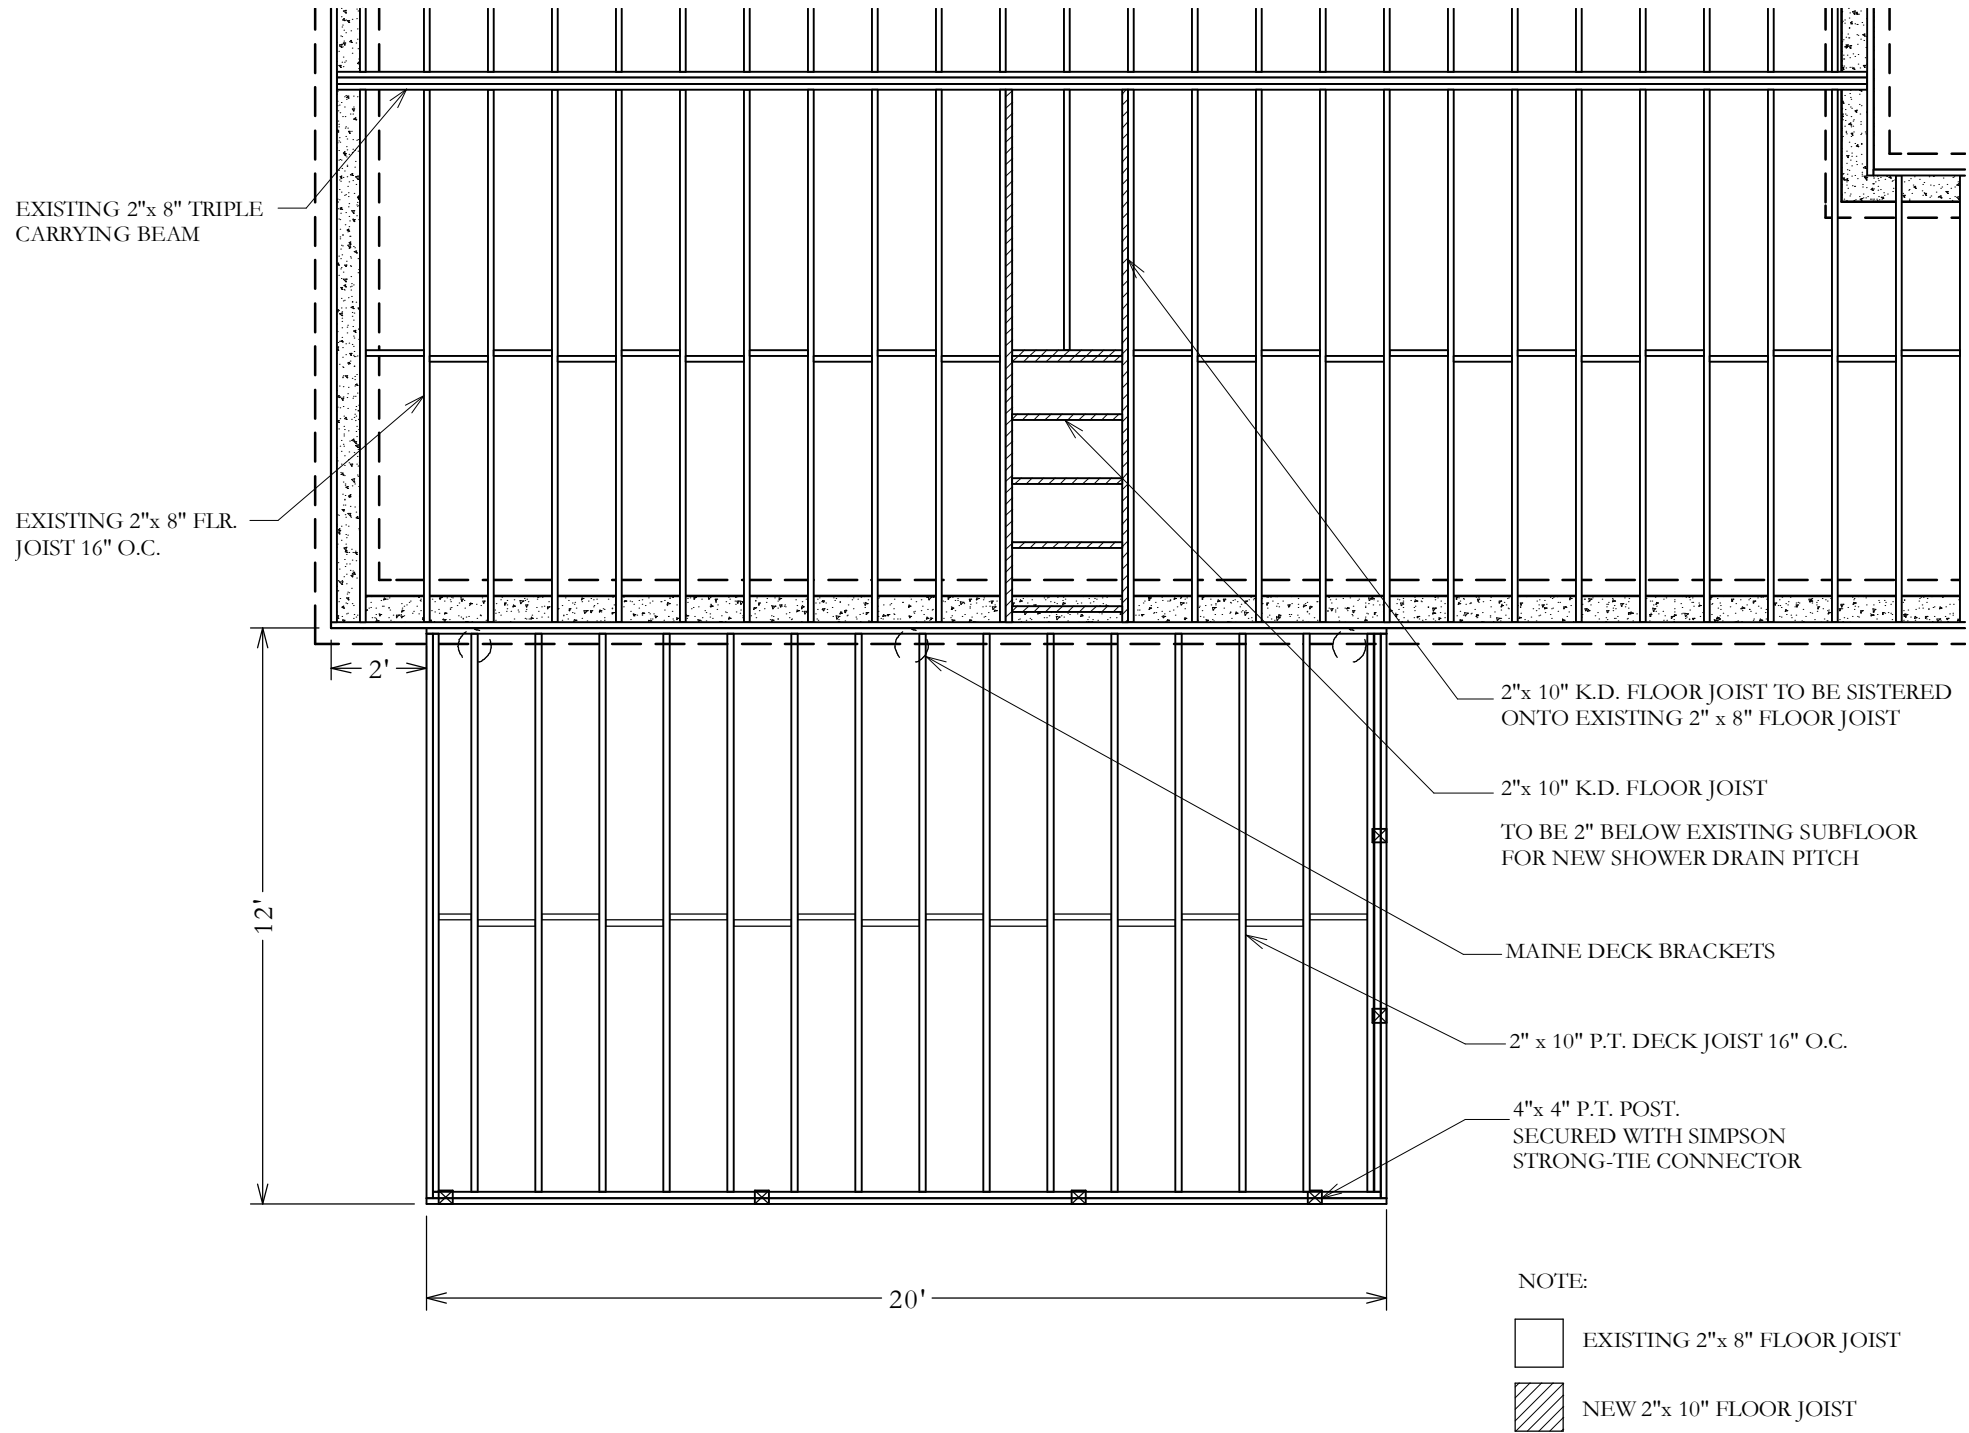 EXISTING 2"x 8" TRIPLE
CARRYING BEAM
EXISTING 2"x 8" FLR.
JOIST 16" O.C.
2'
12'
20'
2"x 10" K.D. FLOOR JOIST TO BE SISTERED
ONTO EXISTING 2" x 8" FLOOR JOIST
2"x 10" K.D. FLOOR JOIST
TO BE 2" BELOW EXISTING SUBFLOOR
FOR NEW SHOWER DRAIN PITCH
MAINE DECK BRACKETS
2" x 10" P.T. DECK JOIST 16" O.C.
4"x 4" P.T. POST.
SECURED WITH SIMPSON
STRONG-TIE CONNECTOR
NOTE:
EXISTING 2"x 8" FLOOR JOIST
NEW 2"x 10" FLOOR JOIST